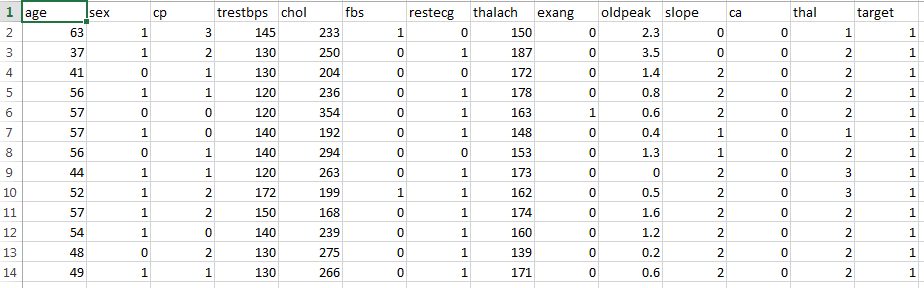 1 age sex cp trestbps chol fbs restecg thalach exang oldpeak slope ca thal target
2 63 1 3 145 233 1 0 150 0 2.3 0 0 1 1
3 37 1 2 130 250 0 1 187 0 3.5 0 0 2 1
4 41 0 1 130 204 0 0 172 0 1.4 2 0 2 1
5 56 1 1 120 236 0 1 178 0 0.8 2 0 2 1
6 57 0 0 120 354 0 1 163 1 0.6 2 0 2 1
7 57 1 0 140 192 0 1 148 0 0.4 1 0 1 1
8 56 0 1 140 294 0 0 153 0 1.3 1 0 2 1
9 44 1 1 120 263 0 1 173 0 0 2 0 3 1
10 52 1 2 172 199 1 1 162 0 0.5 2 0 3 1
11 57 1 2 150 168 0 1 174 0 1.6 2 0 2 1
12 54 1 0 140 239 0 1 160 0 1.2 2 0 2 1
13 48 0 2 130 275 0 1 139 0 0.2 2 0 2 1
14 49 1 1 130 266 0 1 171 0 0.6 2 0 2 1